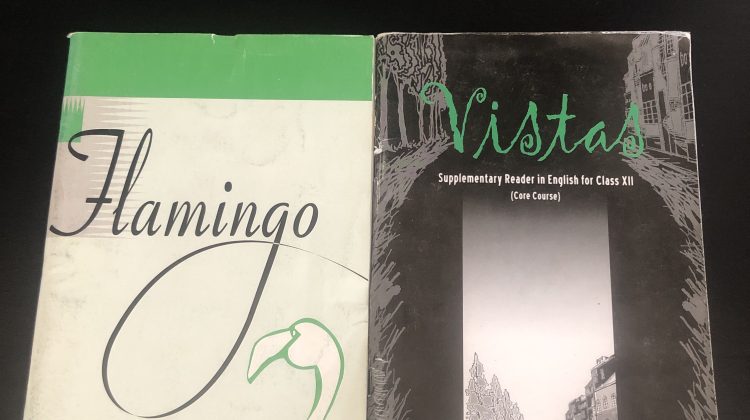 Flamingo
Vistas
Supplementary Reader in English for Class XII
(Core Course)